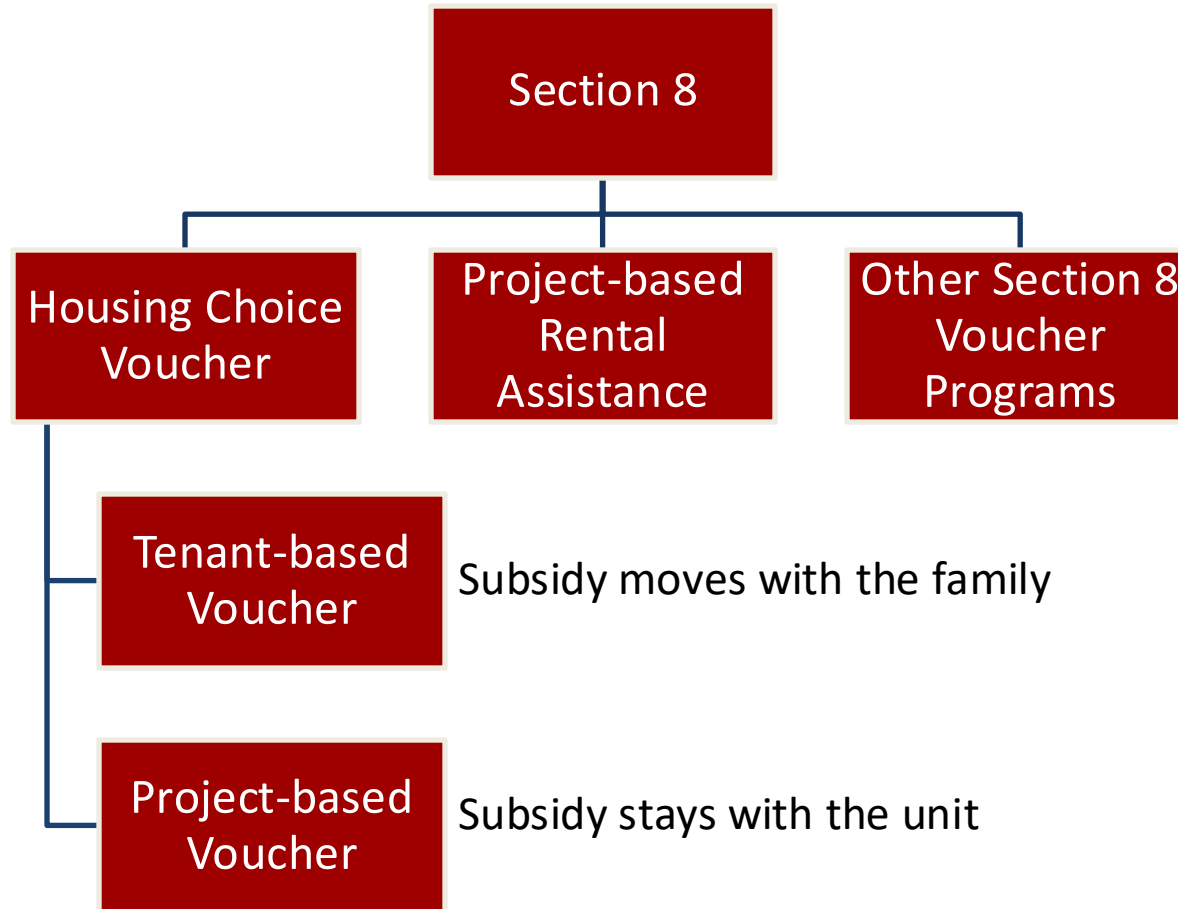 Section 8
Housing Choice
Voucher
Project-based
Rental
Assistance
Other Section 8
Voucher
Programs
Tenant-based
Voucher
Subsidy moves with the family
Project-based
Voucher
Subsidy stays with the unit